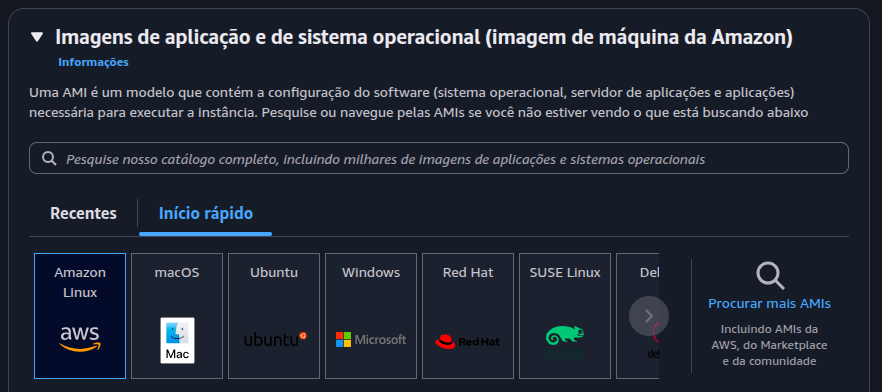 Imagens de aplicação e de sistema operacional (imagem de máquina da Amazon)
Informações
Uma AMI é um modelo que contém a configuração do software (sistema operacional, servidor de aplicações e aplicações)
necessária para executar a instância. Pesquise ou navegue pelas AMIs se você não estiver vendo o que está buscando abaixo
Pesquise nosso catálogo completo, incluindo milhares de imagens de aplicações e sistemas operacionais
Recentes
Início rápido
Amazon
Linux
aws
macOS
Mac
Ubuntu
ubuntu
Windows
Microsoft
Red Hat
Red Hat
SUSE Linux
Procurar mais AMIs
Incluindo AMIs da
AWS, do Marketplace
e da comunidade